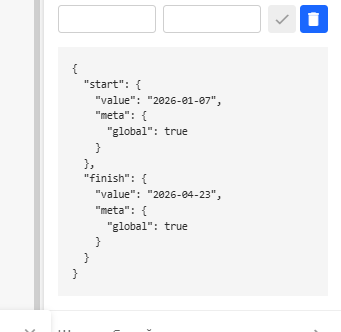 {
"start": {
"value": "2026-01-07",
"meta": {
"global": true
}
},
"finish": {
"value": "2026-04-23",
"meta": {
"global": true
}
}
}